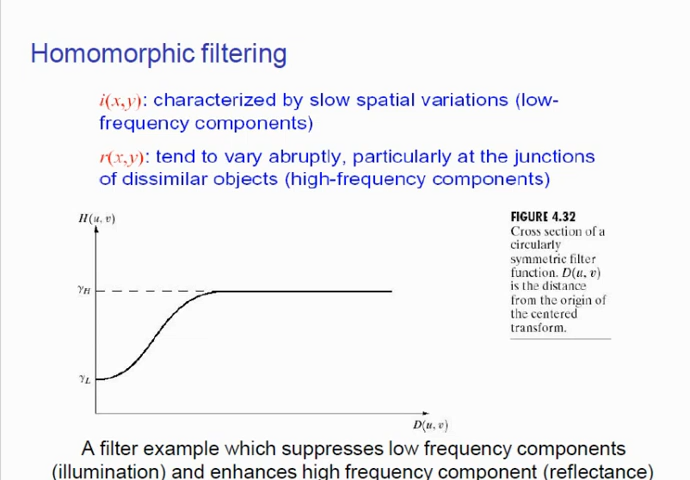 Homomorphic filtering
i(x,y): characterized by slow spatial variations (low-
frequency components)
r(x,y): tend to vary abruptly, particularly at the junctions
of dissimilar objects (high-frequency components)
H(u, v)
γH
γL
D(u, v)
FIGURE 4.32
Cross section of a
circularly
symmetric filter
function. D(u, v)
is the distance
from the origin of
the centered
transform.
A filter example which suppresses low frequency components
(illumination) and enhances high frequency component (reflectance)